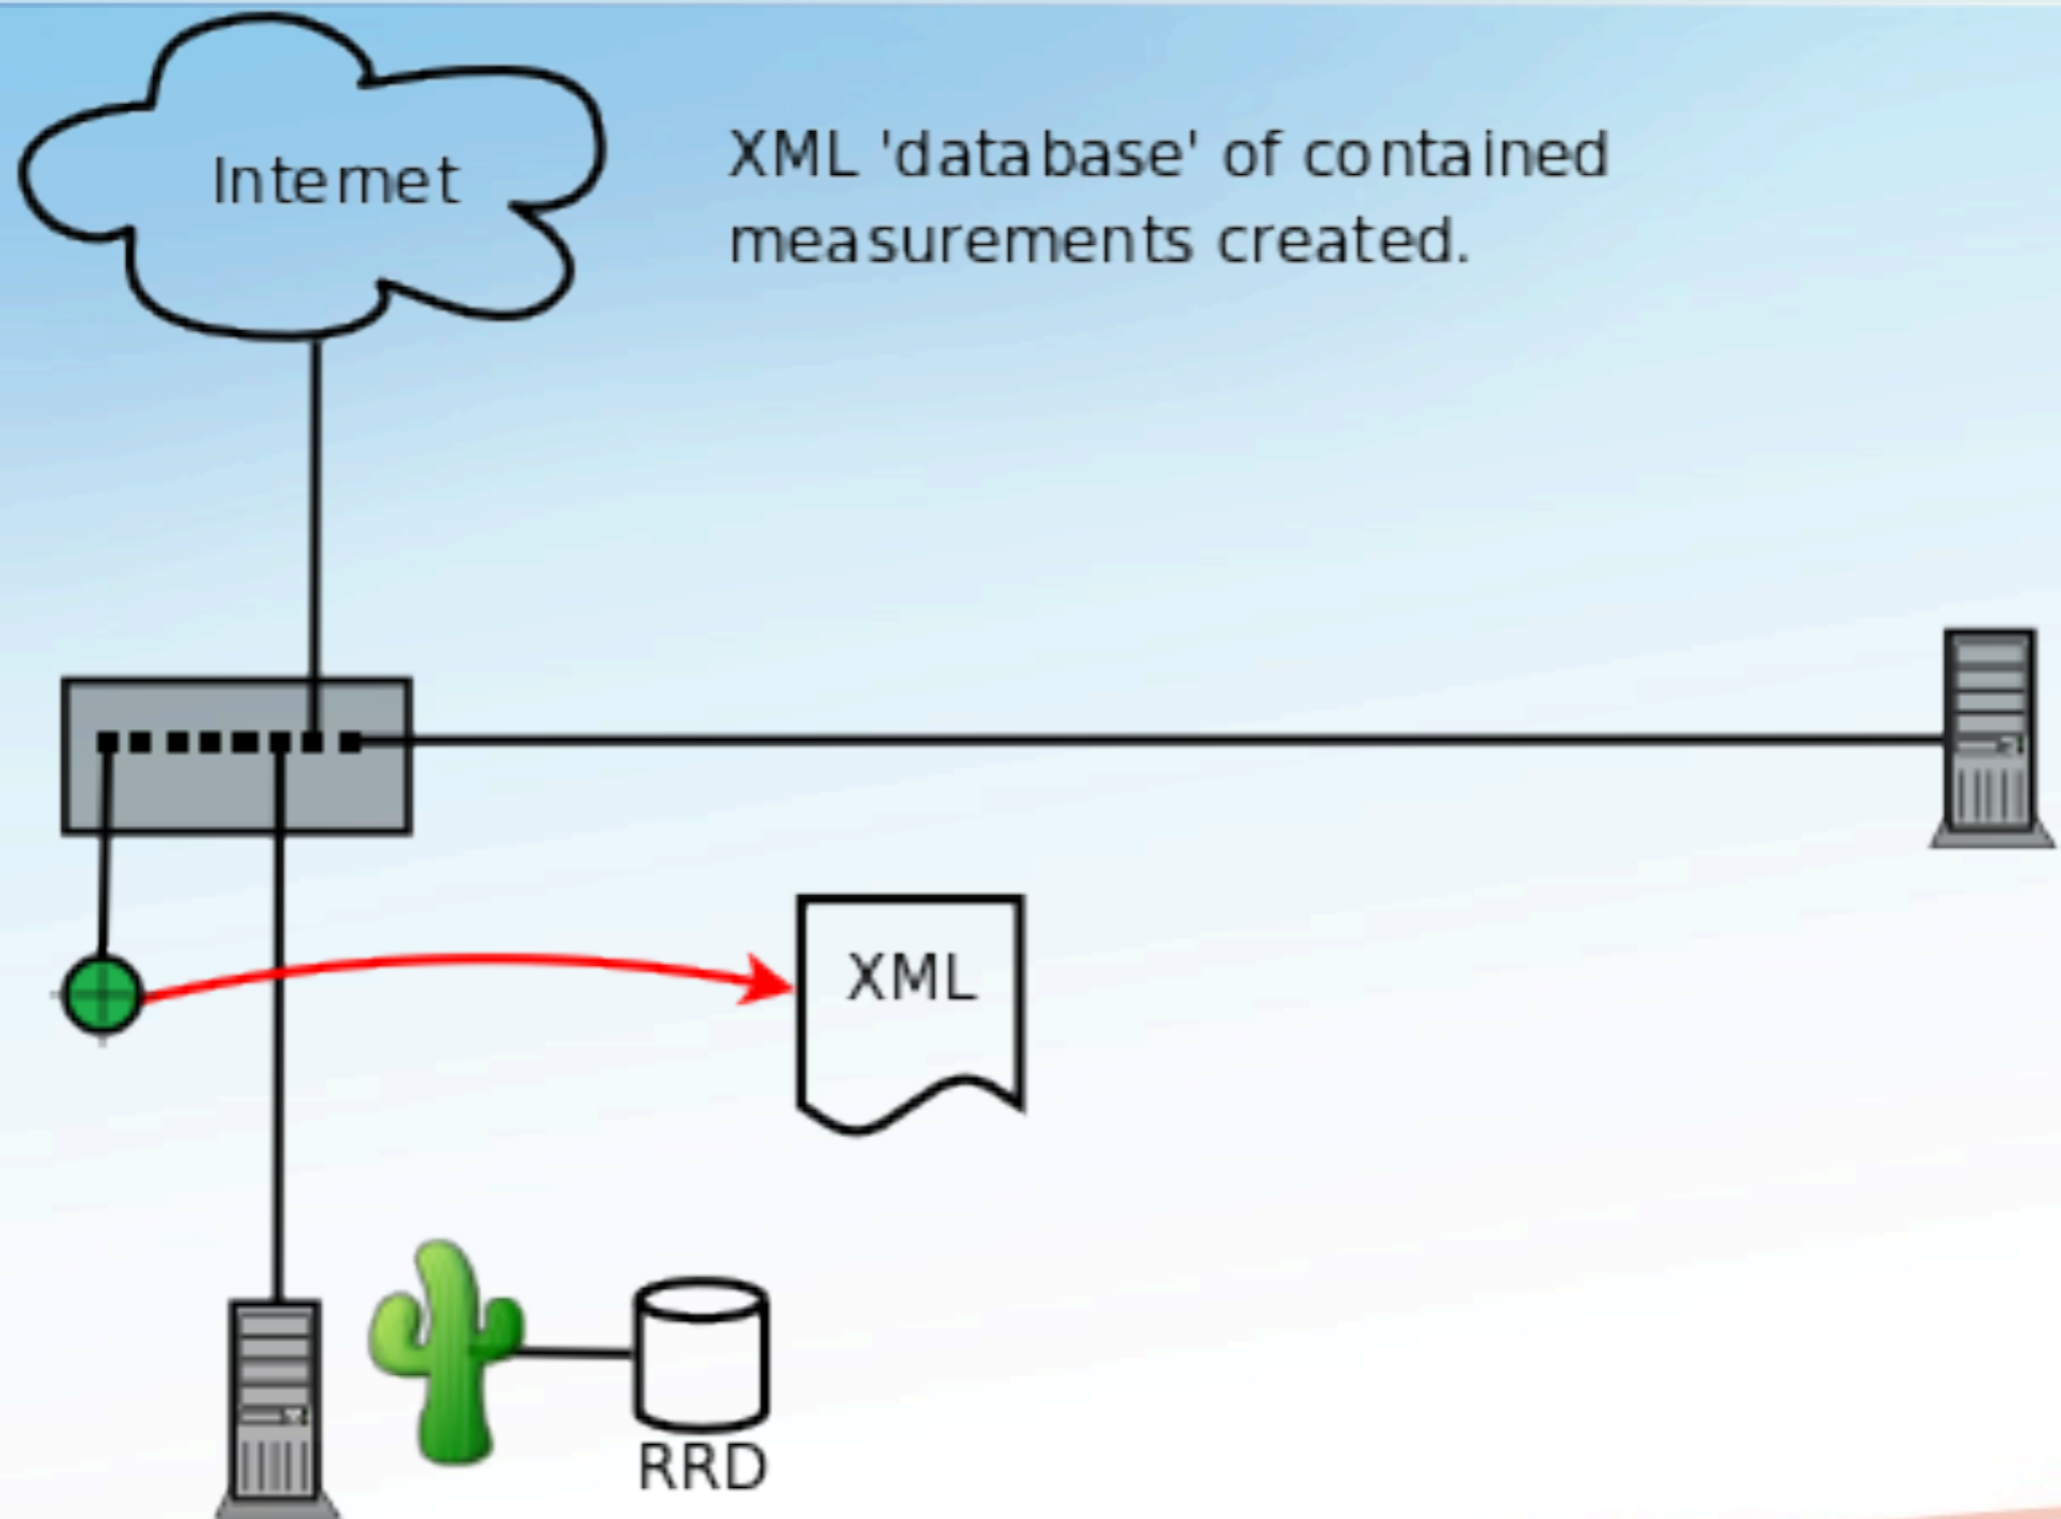 Internet
XML 'database' of contained
measurements created.
XML
RRD